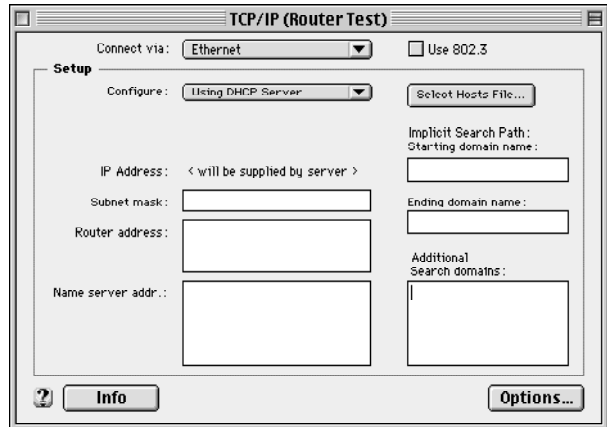 TCP/IP (Router Test)
Connect via: Ethernet
Use 802.3
Setup
Configure: Using DHCP Server
Select Hosts File...
Implicit Search Path:
Starting domain name:
IP Address: < will be supplied by server >
Subnet mask:
Ending domain name:
Router address:
Additional
Search domains:
Name server addr.:
?
Info
Options...